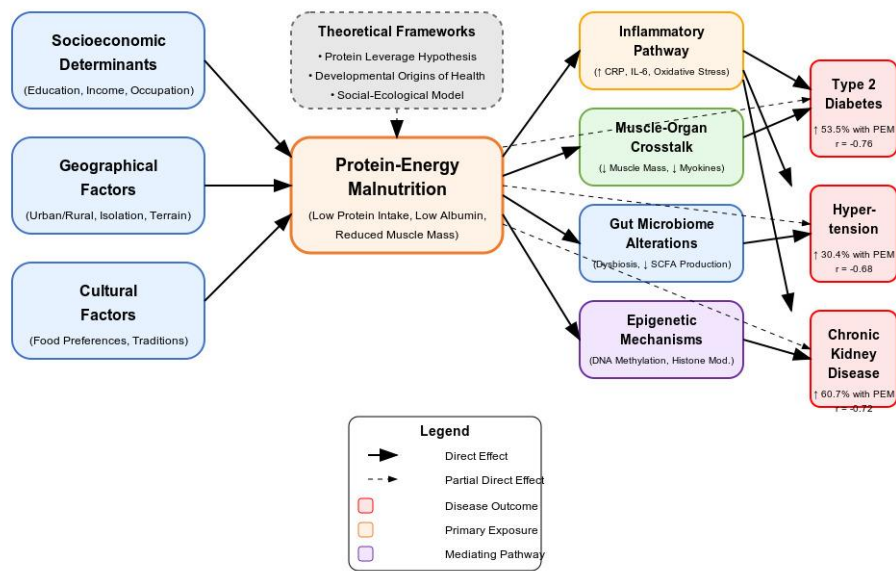 Socioeconomic
Determinants
(Education, Income, Occupation)
Geographical
Factors
(Urban/Rural, Isolation, Terrain)
Cultural
Factors
(Food Preferences, Traditions)
Theoretical Frameworks
• Protein Leverage Hypothesis
• Developmental Origins of Health
• Social-Ecological Model
Protein-Energy
Malnutrition
(Low Protein Intake, Low Albumin,
Reduced Muscle Mass)
Inflammatory
Pathway
(↑ CRP, IL-6, Oxidative Stress)
Muscle-Organ
Crosstalk
(↓ Muscle Mass, ↓ Myokines)
Gut Microbiome
Alterations
(Dysbiosis, ↓ SCFA Production)
Epigenetic
Mechanisms
(DNA Methylation, Histone Mod.)
Type 2
Diabetes
↑ 53.5% with PEM
r = -0.76
Hyper-
tension
↑ 30.4% with PEM
r = -0.68
Chronic
Kidney
Disease
↑ 60.7% with PEM
r = -0.72
Legend
Direct Effect
Partial Direct Effect
Disease Outcome
Primary Exposure
Mediating Pathway